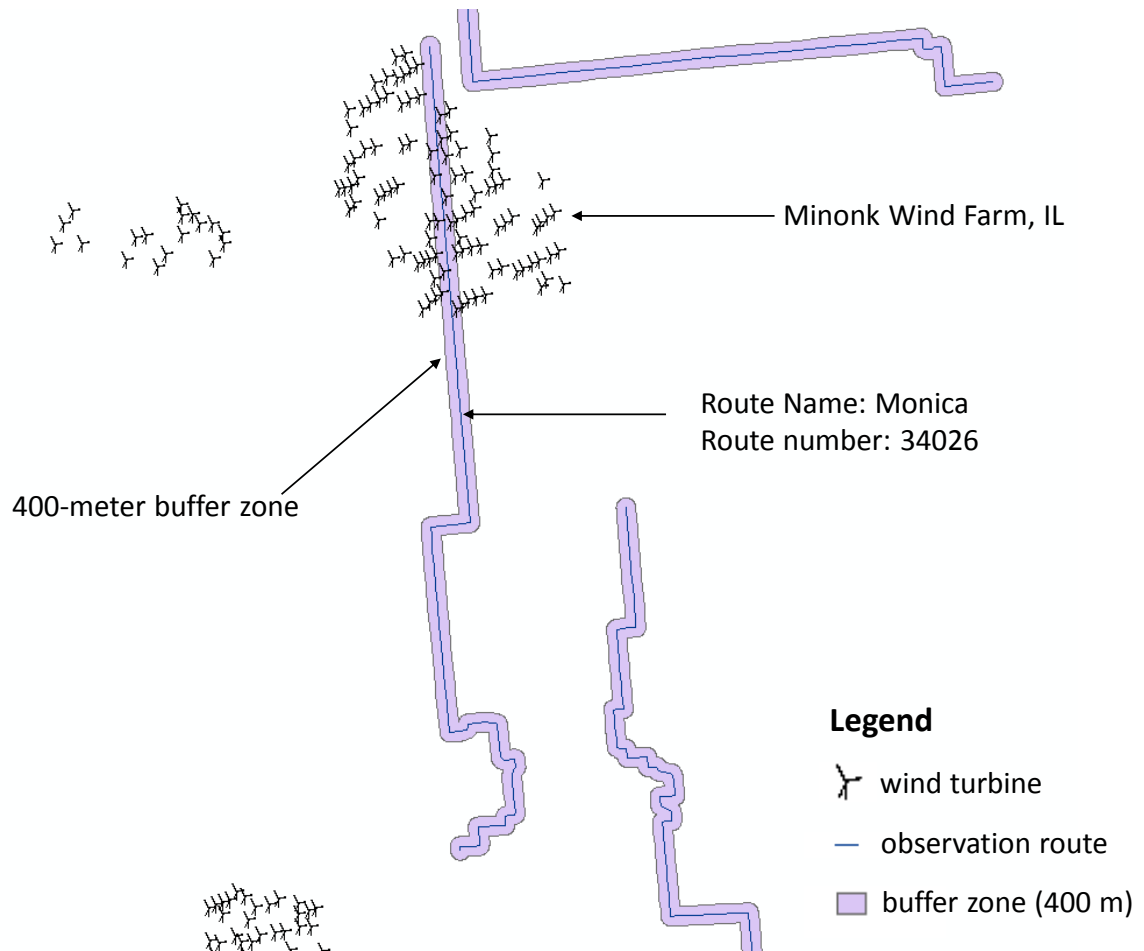 Minonk Wind Farm, IL
Route Name: Monica
Route number: 34026
400-meter buffer zone
Legend
wind turbine
observation route
buffer zone (400 m)